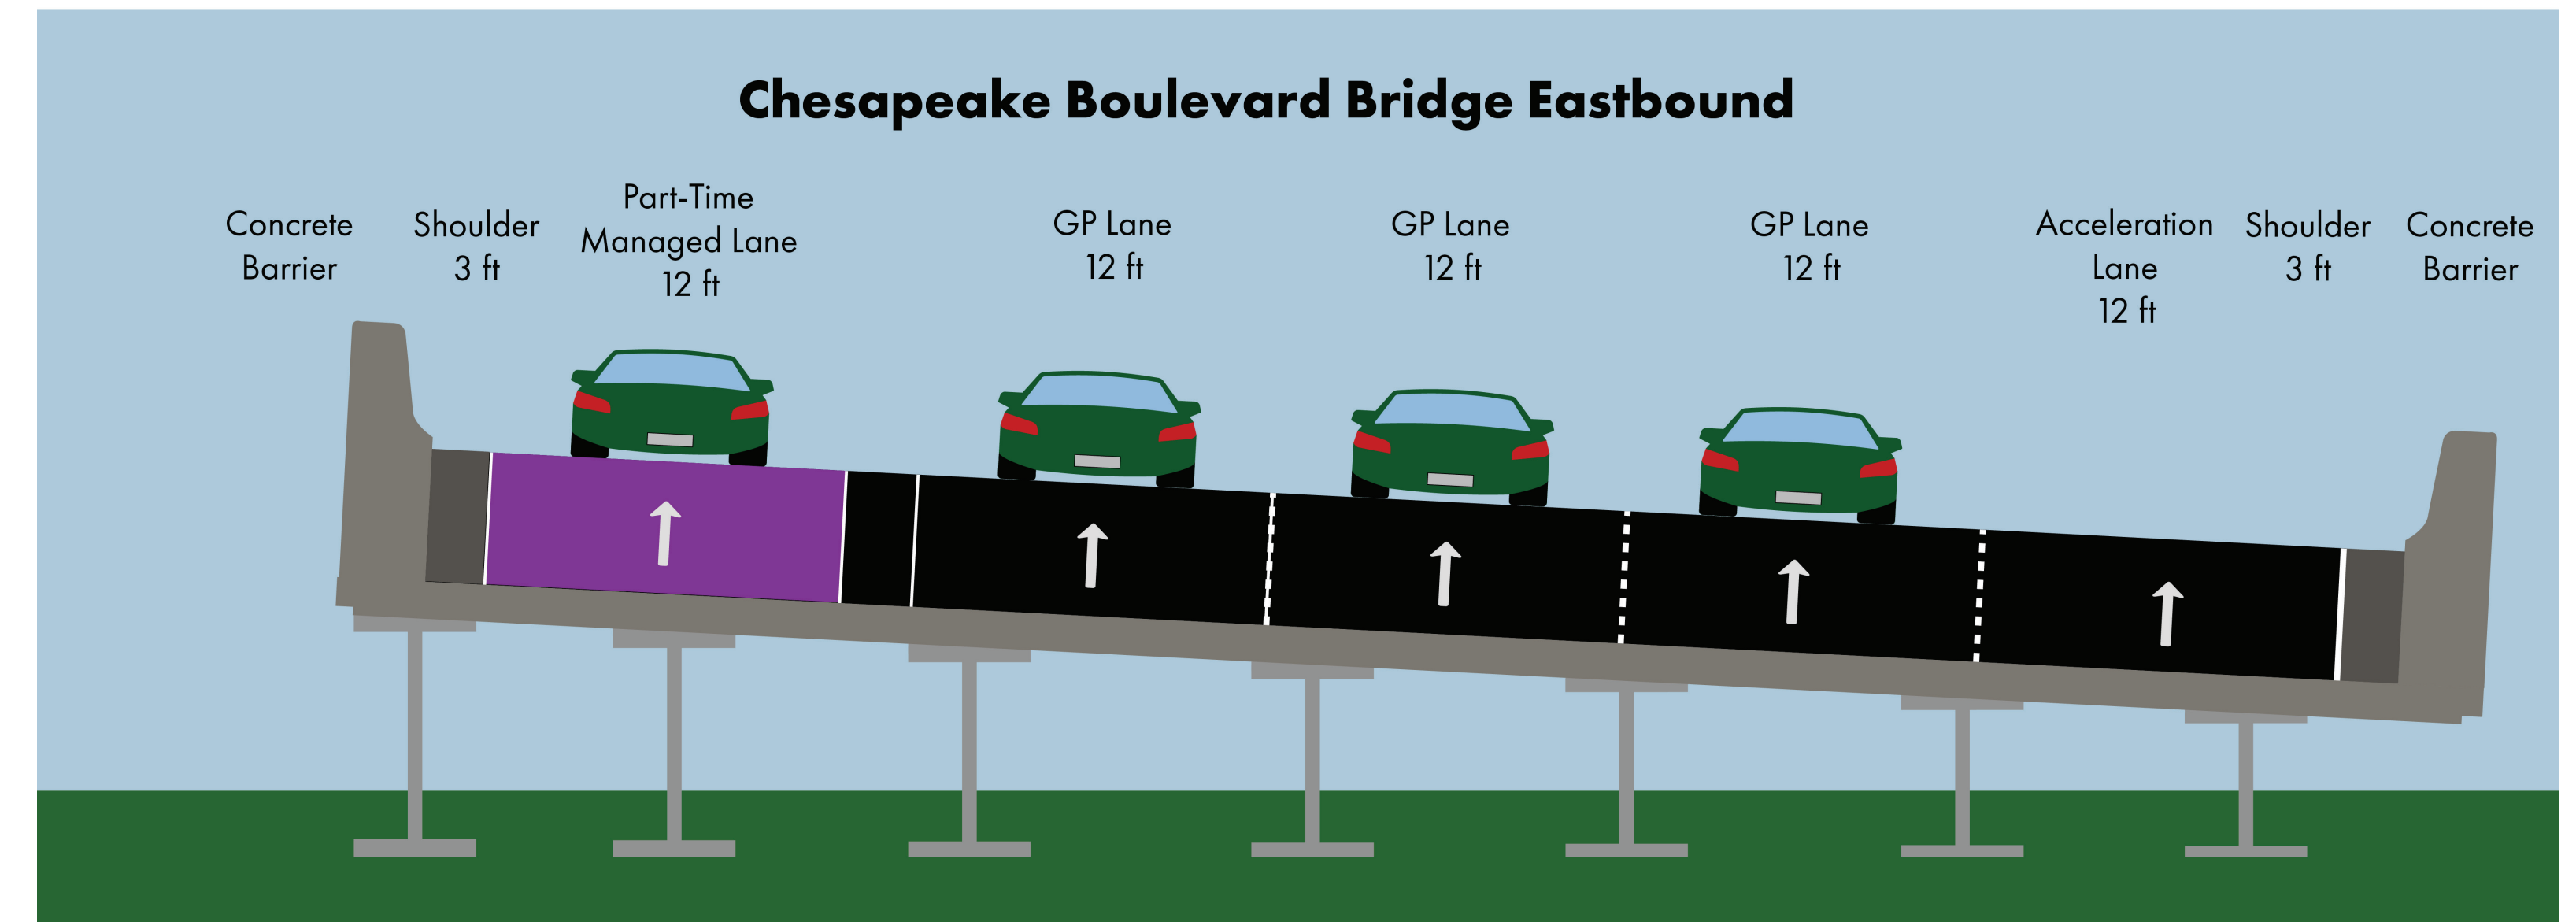 Chesapeake Boulevard Bridge Eastbound
Concrete
Barrier
Shoulder
3 ft
Part-Time
Managed Lane
12 ft
GP Lane
12 ft
GP Lane
12 ft
GP Lane
12 ft
Acceleration
Lane
12 ft
Shoulder
3 ft
Concrete
Barrier